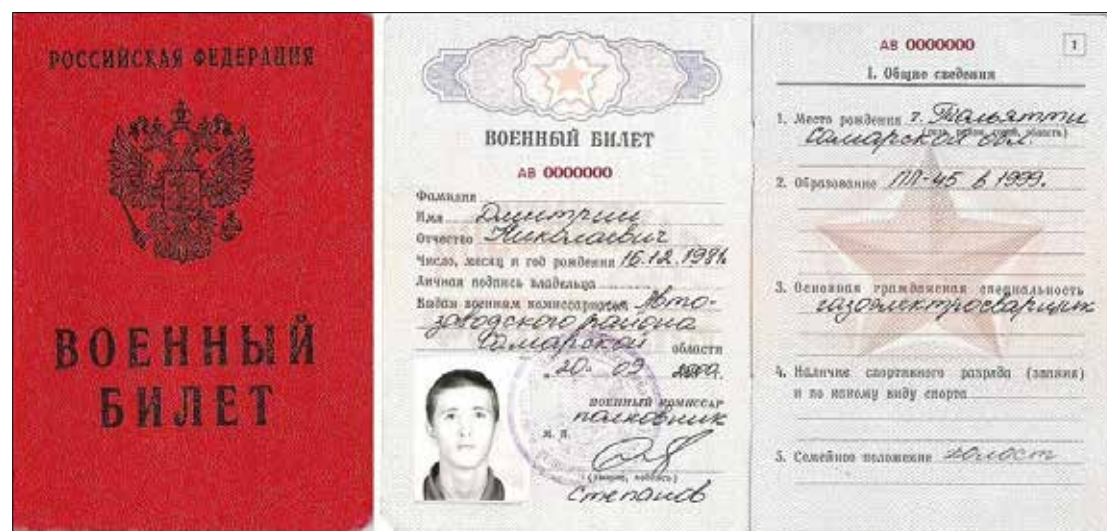 РОССИЙСКАЯ ФЕДЕРАЦИЯ
ВОЕННЫЙ
БИЛЕТ
ВОЕННЫЙ БИЛЕТ
АВ 0000000
Фамилия
Имя Дмитрий
Отчество Николаевич
Число, месяц и год рождения 16.12.1981
Личная подпись владельца
Выдан военным комиссариатом Авто-
заводского района
Самарской области
20. 09
ВОЕННЫЙ КОМИССАР
полковник
М. П.
(звание, подпись)
Степанов
АВ 0000000
1
I. Общие сведения
1. Место рождения г. Тальятти
Самарской обл.
2. Образование ПЛ-45 в 1999.
3. Основная гражданская специальность
газоэлектросварщик
4. Наличие спортивного разряда (звания)
и по какому виду спорта
5. Семейное положение холост